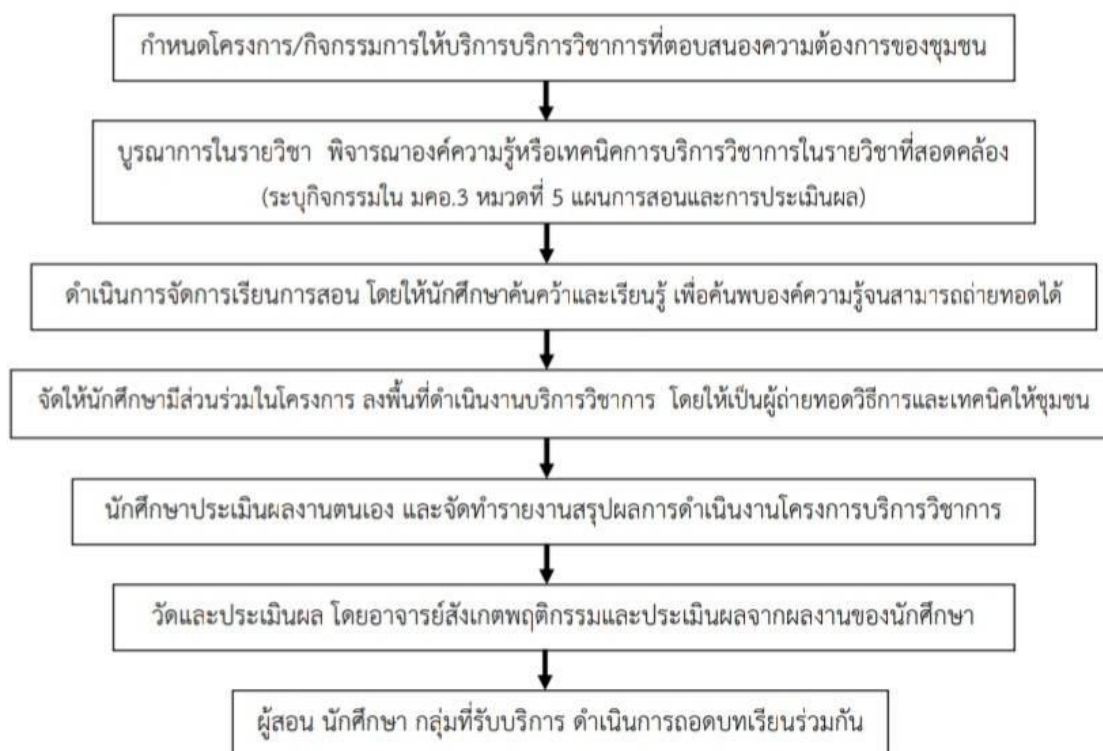 กำหนดโครงการ/กิจกรรมการให้บริการบริการวิชาการที่ตอบสนองความต้องการของชุมชน
บูรณาการในรายวิชา พิจารณาองค์ความรู้หรือเทคนิคการบริการวิชาการในรายวิชาที่สอดคล้อง
(ระบุกิจกรรมใน มคอ.3 หมวดที่ 5 แผนการสอนและการประเมินผล)
ดำเนินการจัดการเรียนการสอน โดยให้นักศึกษาค้นคว้าและเรียนรู้ เพื่อค้นพบองค์ความรู้จนสามารถถ่ายทอดได้
จัดให้นักศึกษามีส่วนร่วมในโครงการ ลงพื้นที่ดำเนินงานบริการวิชาการ โดยให้เป็นผู้ถ่ายทอดวิธีการและเทคนิคให้ชุมชน
นักศึกษาประเมินผลงานตนเอง และจัดทำรายงานสรุปผลการดำเนินงานโครงการบริการวิชาการ
วัดและประเมินผล โดยอาจารย์สังเกตพฤติกรรมและประเมินผลจากผลงานของนักศึกษา
ผู้สอน นักศึกษา กลุ่มที่รับบริการ ดำเนินการถอดบทเรียนร่วมกัน